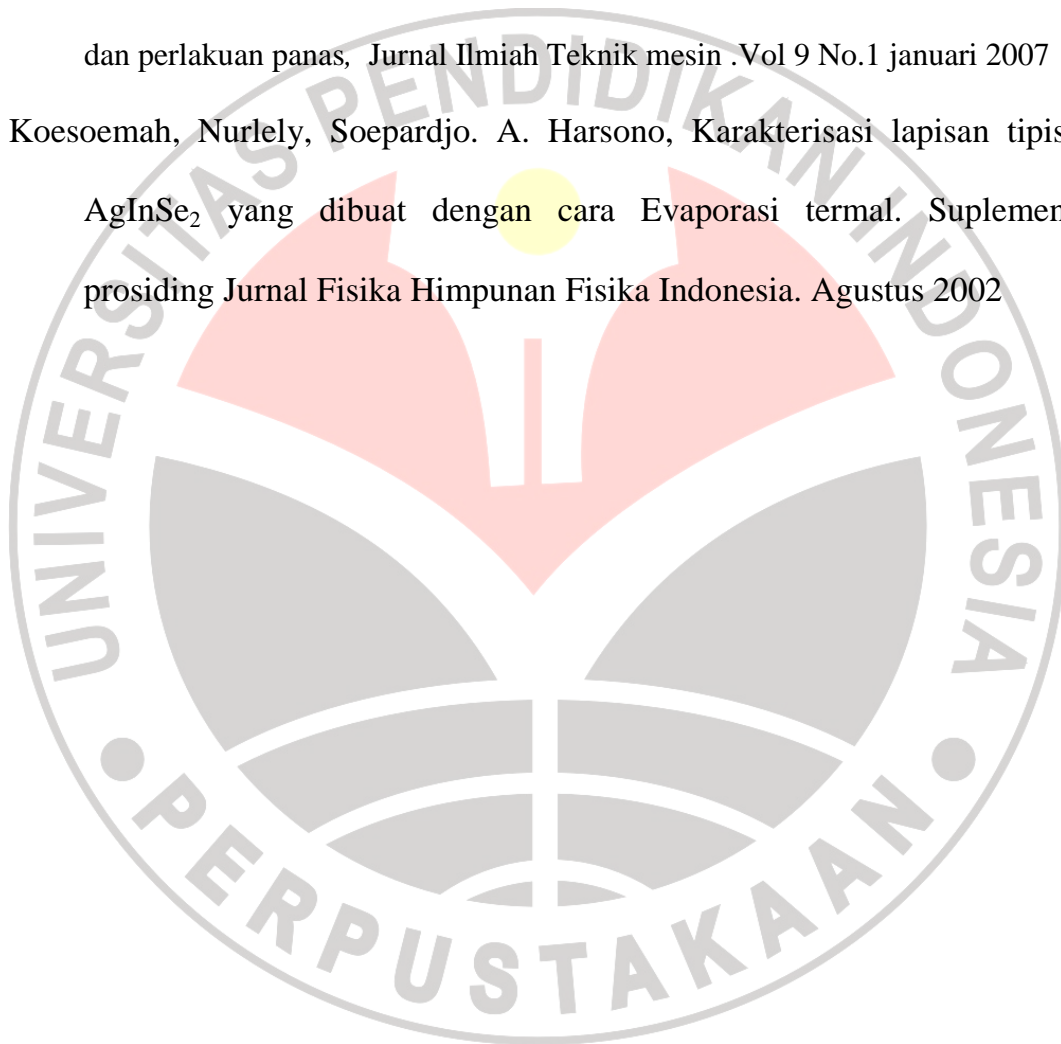 dan perlakuan panas, Jurnal Ilmiah Teknik mesin .Vol 9 No.1 januari 2007
Koesoemah, Nurlely, Soepardjo. A. Harsono, Karakterisasi lapisan tipis
AgInSe₂ yang dibuat dengan cara Evaporasi termal. Suplemen
prosiding Jurnal Fisika Himpunan Fisika Indonesia. Agustus 2002
UNIVERSITAS PENDIDIKAN INDONESIA
PERPUSTAKAAN